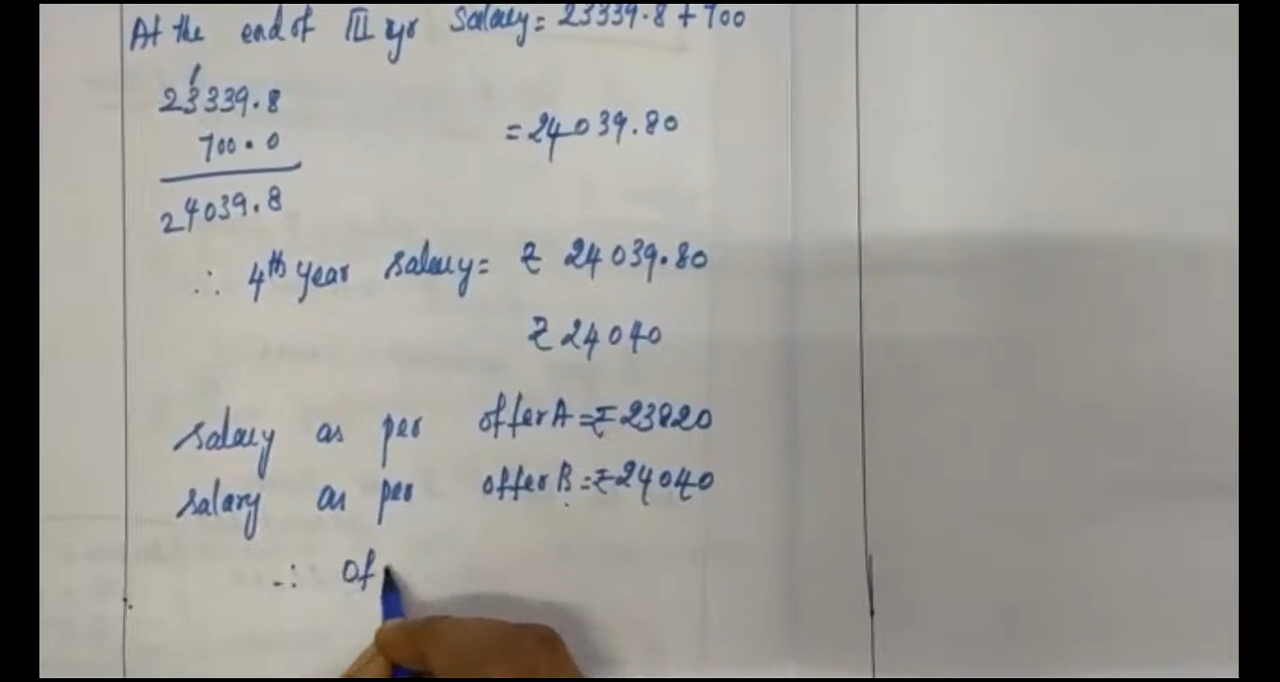 At the end of III yr Salary = 23339.8 + 700
1
23339.8
700.0
= 24039.80
24039.8
∴ 4th year salary = ₹ 24039.80
₹ 24040
salary as per offer A = ₹ 23820
salary as per offer B = ₹ 24040
∴ Of